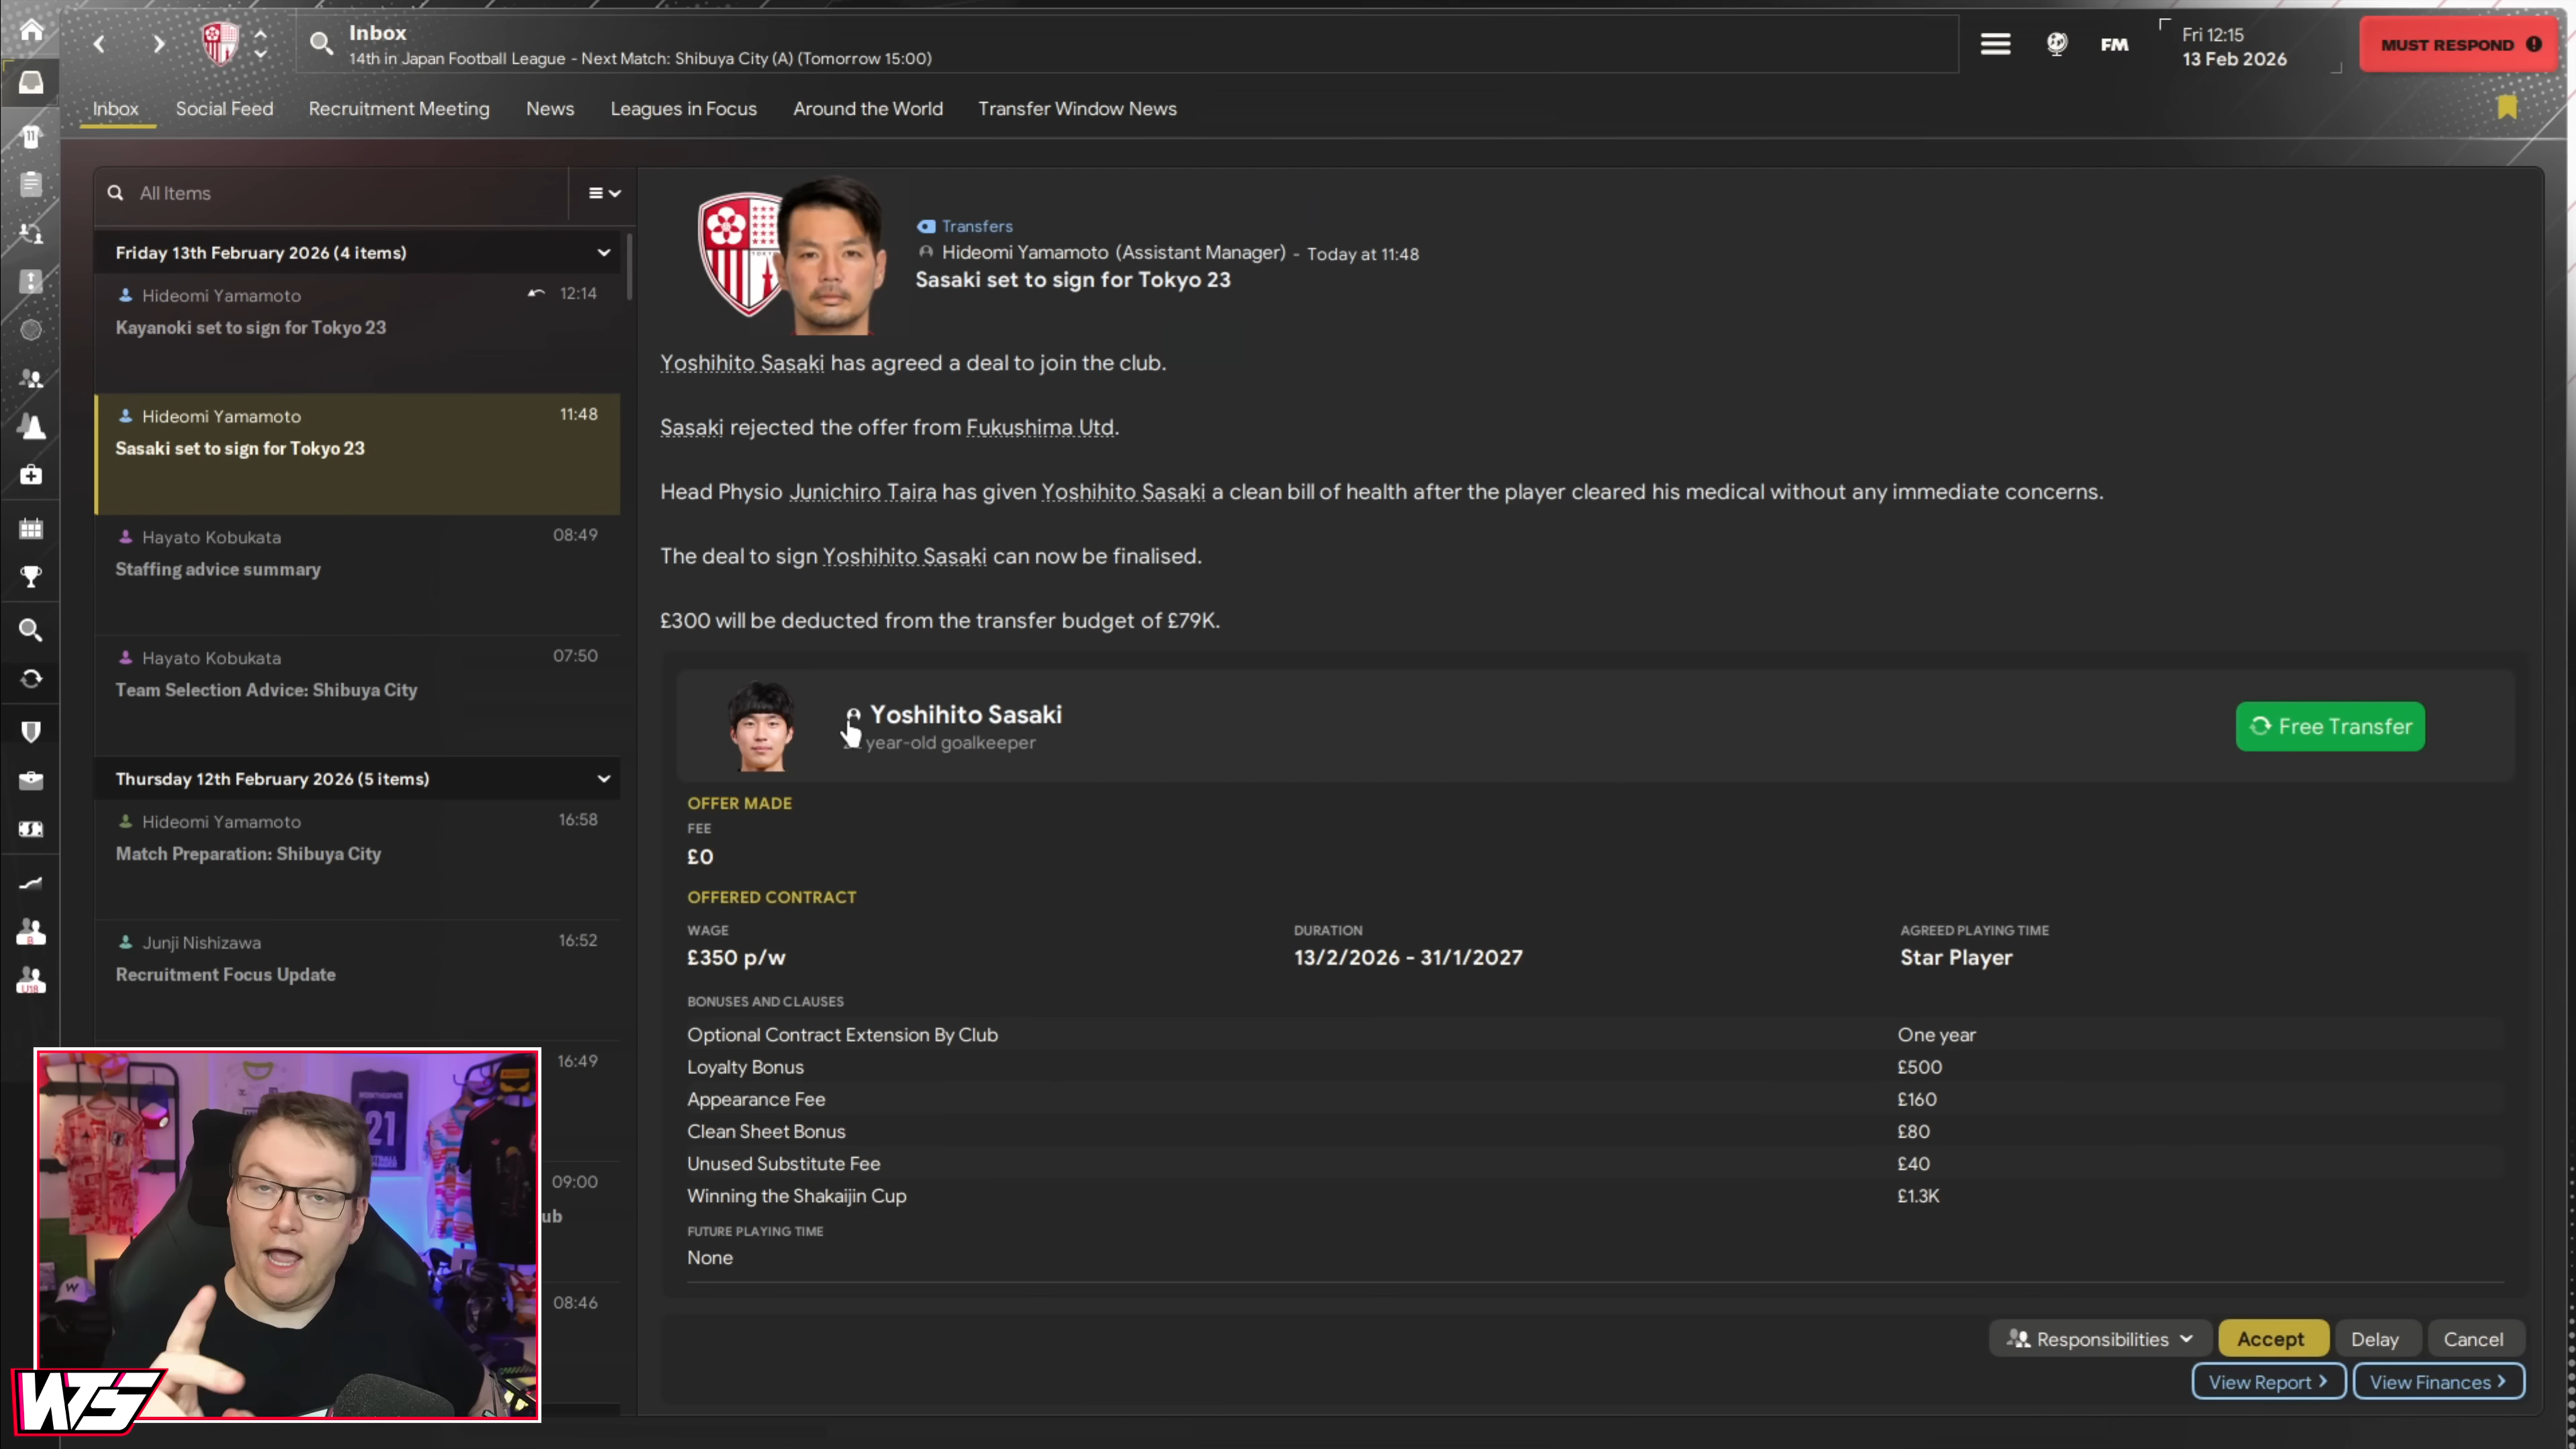 Inbox
14th in Japan Football League - Next Match: Shibuya City (A) (Tomorrow 15:00)
FM
Fri 12:15
13 Feb 2026
MUST RESPOND
Inbox
Social Feed
Recruitment Meeting
News
Leagues in Focus
Around the World
Transfer Window News
All Items
Friday 13th February 2026 (4 items)
Hideomi Yamamoto 12:14
Kayanoki set to sign for Tokyo 23
Hideomi Yamamoto 11:48
Sasaki set to sign for Tokyo 23
Hayato Kobukata 08:49
Staffing advice summary
Hayato Kobukata 07:50
Team Selection Advice: Shibuya City
Thursday 12th February 2026 (5 items)
Hideomi Yamamoto 16:58
Match Preparation: Shibuya City
Junji Nishizawa 16:52
Recruitment Focus Update
16:49
09:00
ub
08:46
Transfers
Hideomi Yamamoto (Assistant Manager) - Today at 11:48
Sasaki set to sign for Tokyo 23
Yoshihito Sasaki has agreed a deal to join the club.
Sasaki rejected the offer from Fukushima Utd.
Head Physio Junichiro Taira has given Yoshihito Sasaki a clean bill of health after the player cleared his medical without any immediate concerns.
The deal to sign Yoshihito Sasaki can now be finalised.
£300 will be deducted from the transfer budget of £79K.
Yoshihito Sasaki
year-old goalkeeper
Free Transfer
OFFER MADE
FEE
£0
OFFERED CONTRACT
WAGE
£350 p/w
DURATION
13/2/2026 - 31/1/2027
AGREED PLAYING TIME
Star Player
BONUSES AND CLAUSES
Optional Contract Extension By Club One year
Loyalty Bonus £500
Appearance Fee £160
Clean Sheet Bonus £80
Unused Substitute Fee £40
Winning the Shakaijin Cup £1.3K
FUTURE PLAYING TIME
None
Responsibilities
Accept
Delay
Cancel
View Report
View Finances
11
B
U18
21
W
WTS